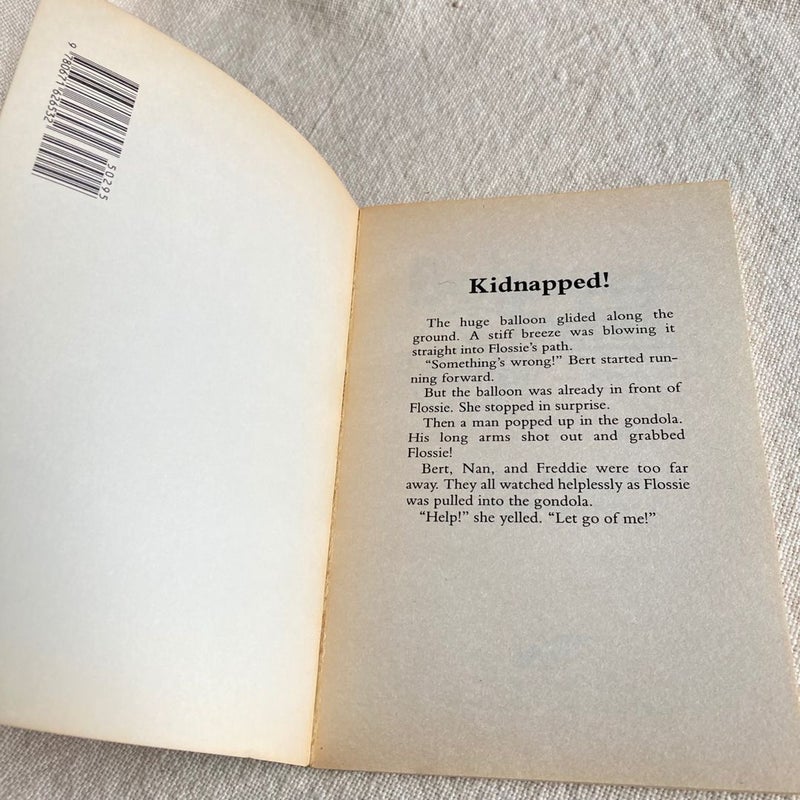 9 780671 626532
50295
Kidnapped!
The huge balloon glided along the
ground. A stiff breeze was blowing it
straight into Flossie's path.
“Something's wrong!” Bert started run-
ning forward.
But the balloon was already in front of
Flossie. She stopped in surprise.
Then a man popped up in the gondola.
His long arms shot out and grabbed
Flossie!
Bert, Nan, and Freddie were too far
away. They all watched helplessly as Flossie
was pulled into the gondola.
“Help!” she yelled. “Let go of me!”